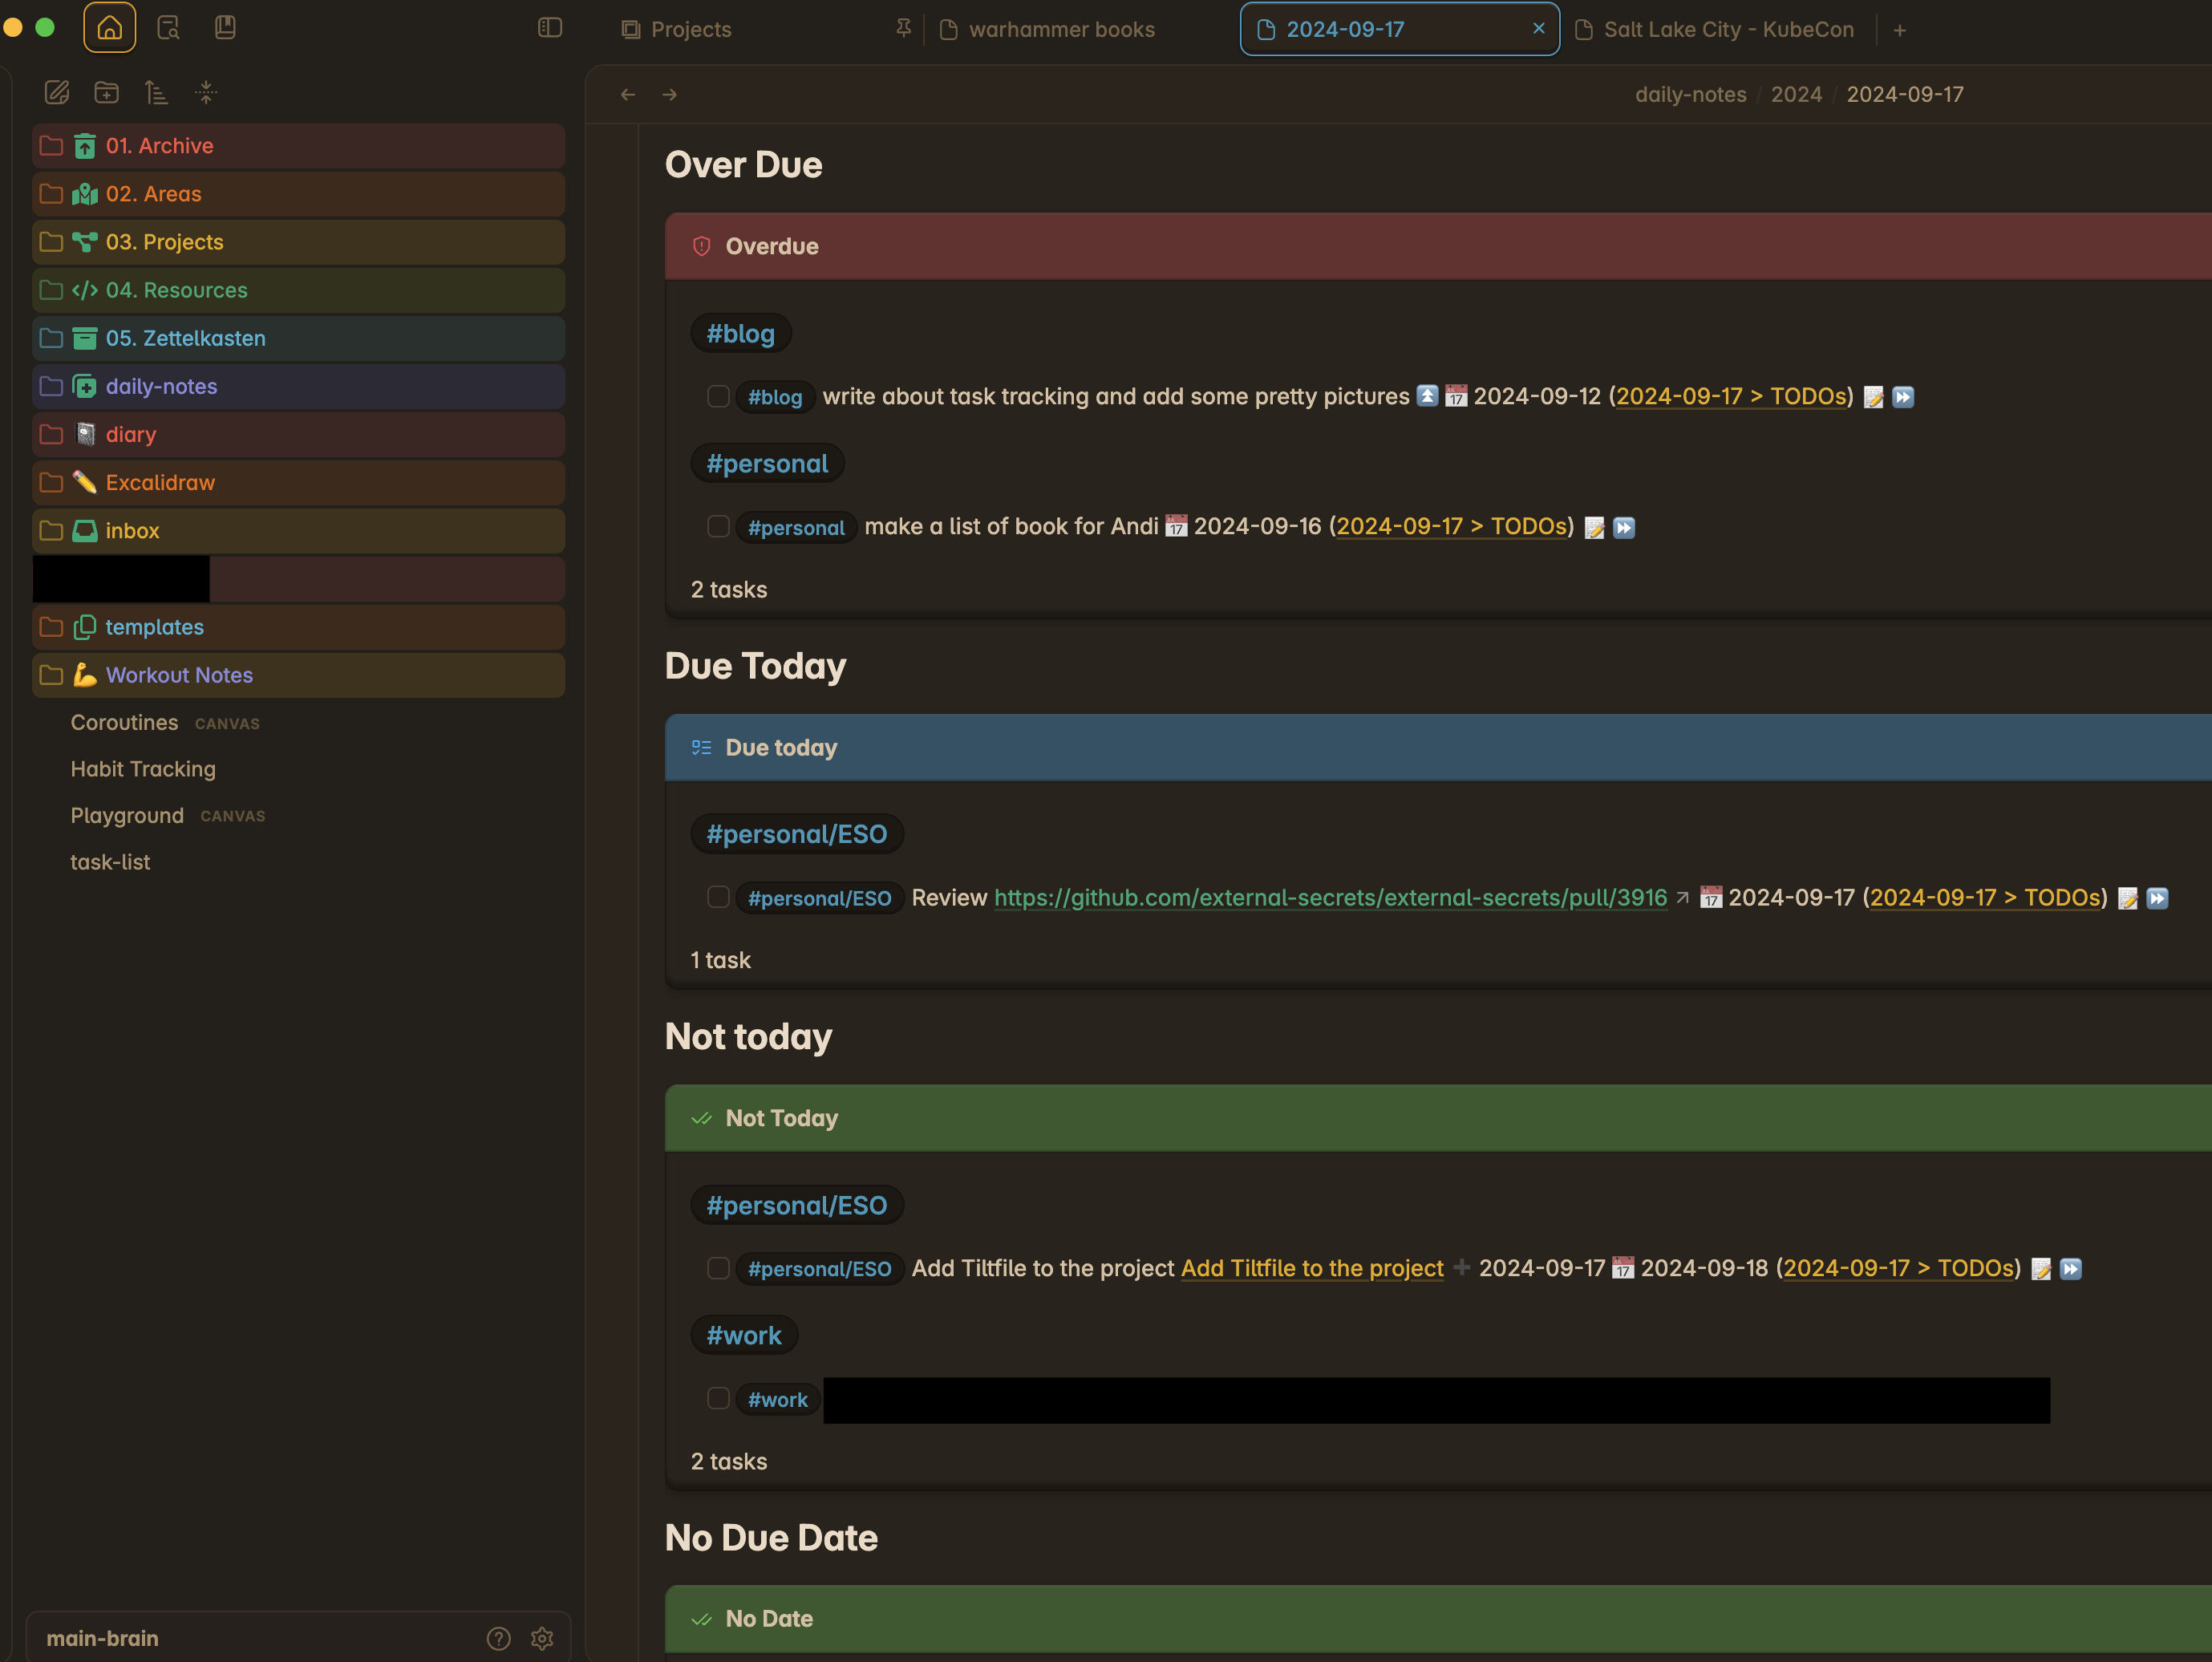 Projects
warhammer books
2024-09-17
Salt Lake City - KubeCon
daily-notes / 2024 / 2024-09-17
01. Archive
02. Areas
03. Projects
04. Resources
05. Zettelkasten
daily-notes
diary
Excalidraw
inbox
templates
Workout Notes
Coroutines CANVAS
Habit Tracking
Playground CANVAS
task-list
main-brain
Over Due
Overdue
#blog
#blog write about task tracking and add some pretty pictures ⏫ 📅 2024-09-12 (2024-09-17 > TODOs) 📝 ⏩
#personal
#personal make a list of book for Andi 📅 2024-09-16 (2024-09-17 > TODOs) 📝 ⏩
2 tasks
Due Today
Due today
#personal/ESO
#personal/ESO Review https://github.com/external-secrets/external-secrets/pull/3916 📅 2024-09-17 (2024-09-17 > TODOs) 📝 ⏩
1 task
Not today
Not Today
#personal/ESO
#personal/ESO Add Tiltfile to the project Add Tiltfile to the project ➕ 2024-09-17 📅 2024-09-18 (2024-09-17 > TODOs) 📝 ⏩
#work
#work
2 tasks
No Due Date
No Date